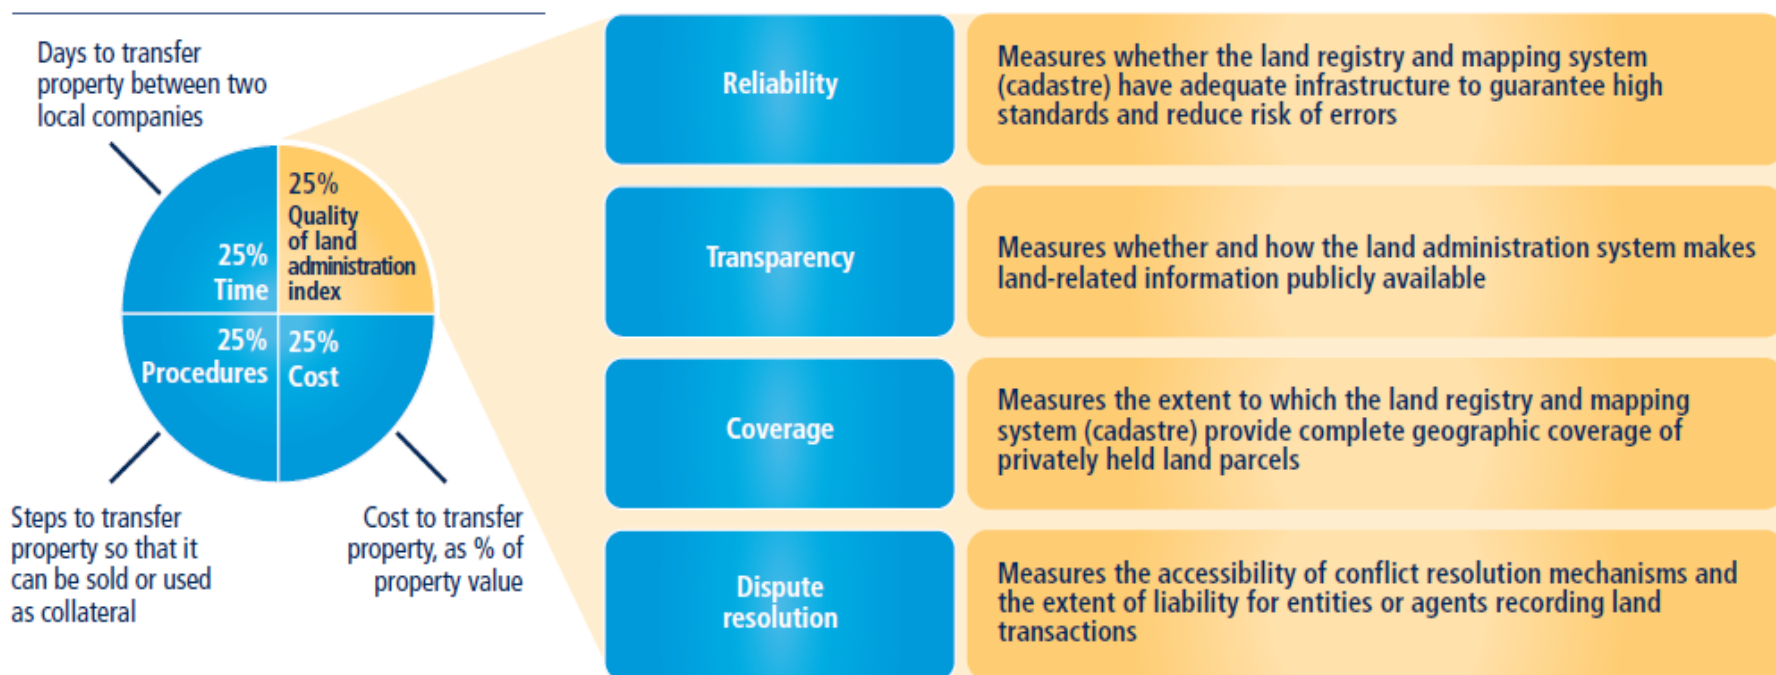 Days to transfer
property between two
local companies
25%
Quality
of land
administration
index
25%
Time
25%
Procedures
25%
Cost
Steps to transfer
property so that it
can be sold or used
as collateral
Cost to transfer
property, as % of
property value
Reliability
Measures whether the land registry and mapping system
(cadastre) have adequate infrastructure to guarantee high
standards and reduce risk of errors
Transparency
Measures whether and how the land administration system makes
land-related information publicly available
Coverage
Measures the extent to which the land registry and mapping
system (cadastre) provide complete geographic coverage of
privately held land parcels
Dispute
resolution
Measures the accessibility of conflict resolution mechanisms and
the extent of liability for entities or agents recording land
transactions